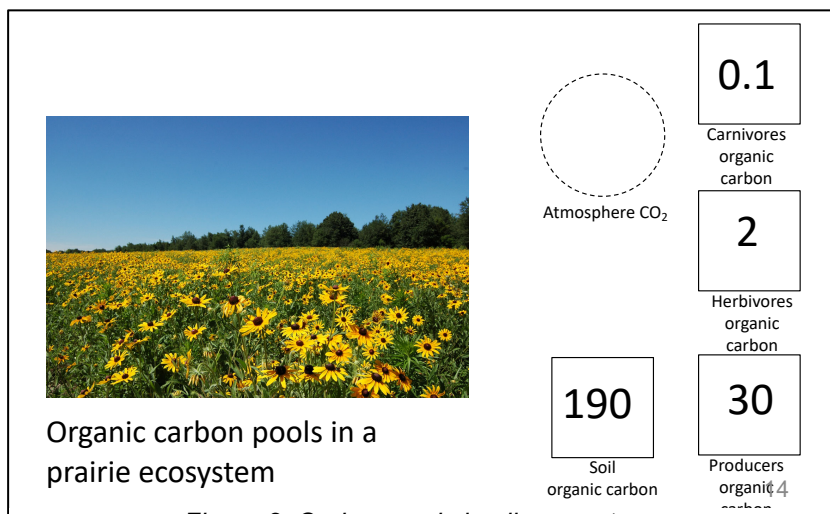 0.1
Carnivores
organic
carbon
Atmosphere CO₂
2
Herbivores
organic
carbon
190
Soil
organic carbon
30
Producers
organic
14
Organic carbon pools in a
prairie ecosystem